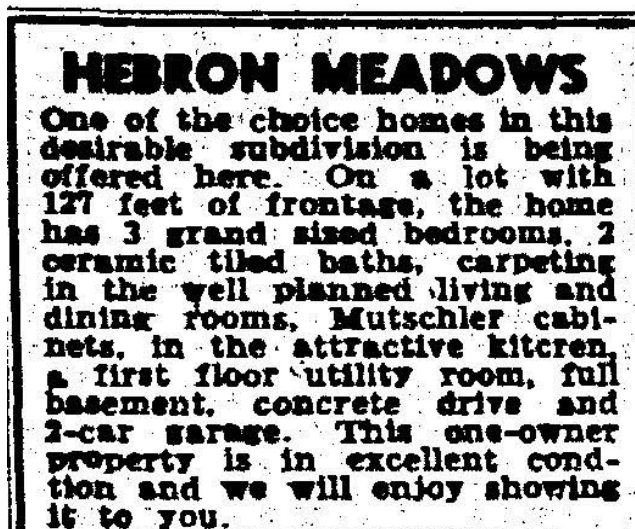 HEBRON MEADOWS
One of the choice homes in this
desirable subdivision is being
offered here. On a lot with
127 feet of frontage, the home
has 3 grand sized bedrooms, 2
ceramic tiled baths, carpeting
in the well planned living and
dining rooms, Mutschler cabi-
nets, in the attractive kitcren,
a first floor utility room, full
basement, concrete drive and
2-car garage. This one-owner
property is in excellent cond-
tion and we will enjoy showing
it to you.